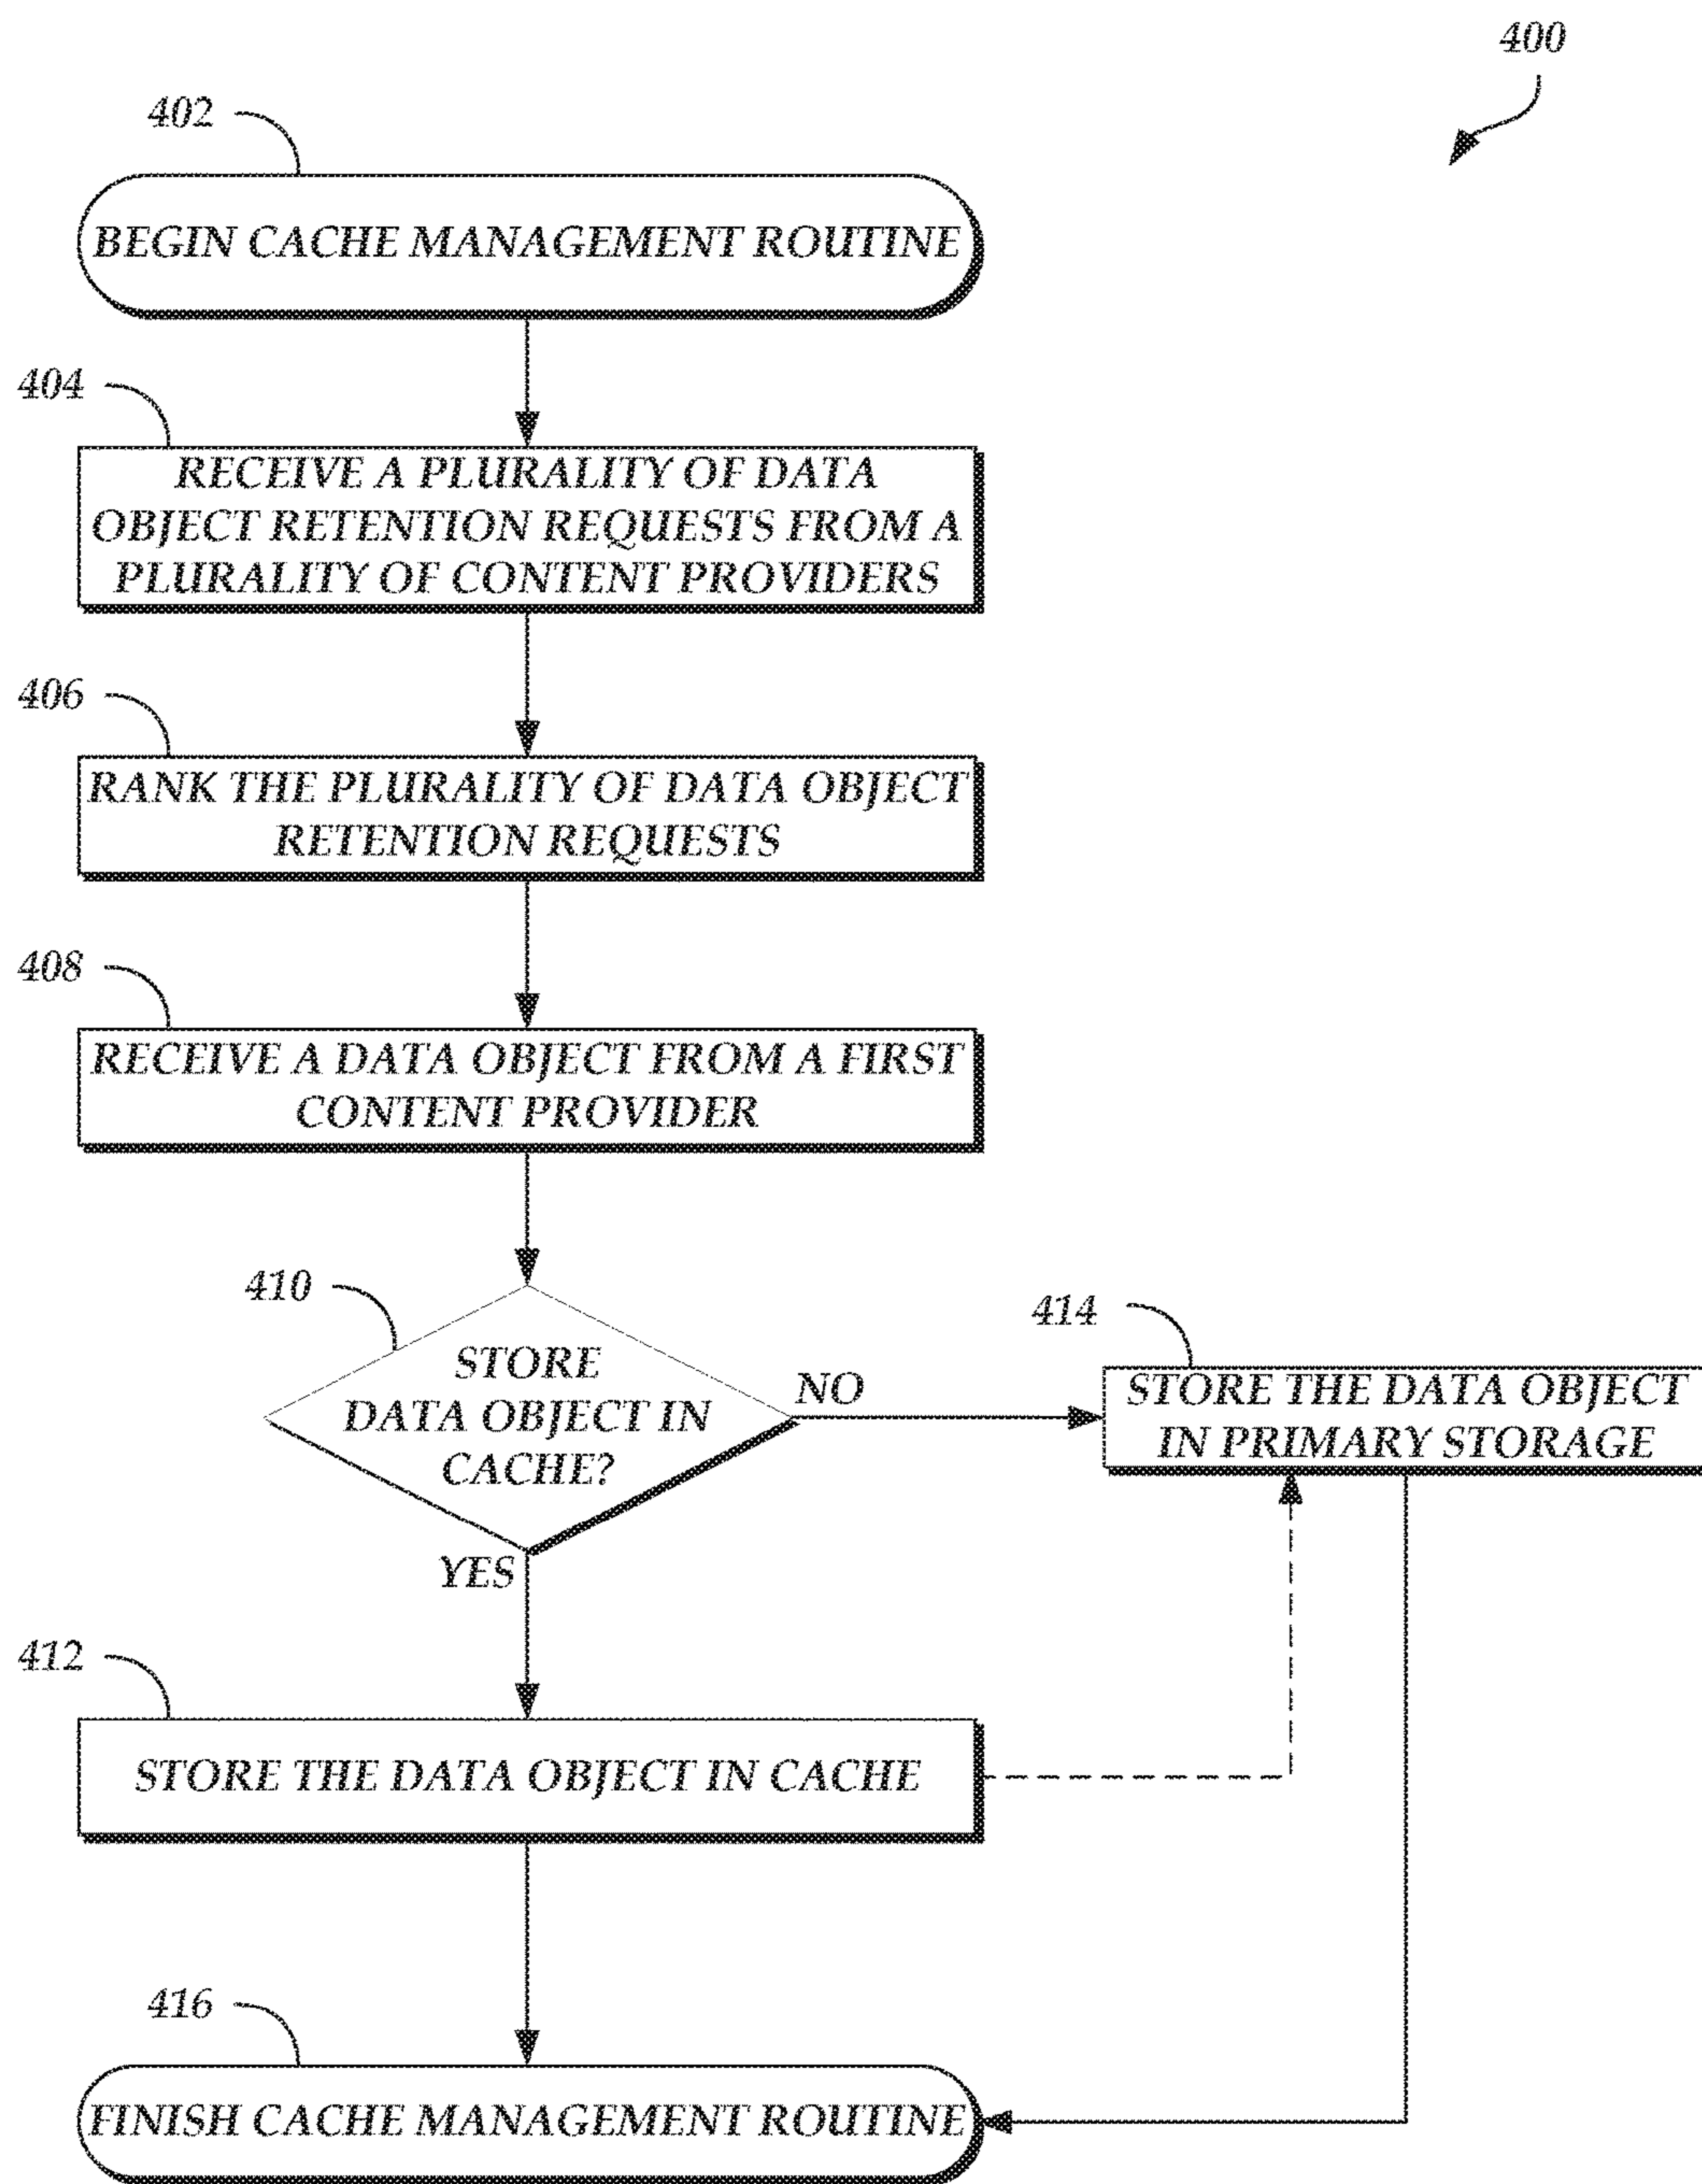 400
402
BEGIN CACHE MANAGEMENT ROUTINE
404
RECEIVE A PLURALITY OF DATA
OBJECT RETENTION REQUESTS FROM A
PLURALITY OF CONTENT PROVIDERS
406
RANK THE PLURALITY OF DATA OBJECT
RETENTION REQUESTS
408
RECEIVE A DATA OBJECT FROM A FIRST
CONTENT PROVIDER
410
STORE
DATA OBJECT IN
CACHE?
NO
414
STORE THE DATA OBJECT
IN PRIMARY STORAGE
YES
412
STORE THE DATA OBJECT IN CACHE
416
FINISH CACHE MANAGEMENT ROUTINE